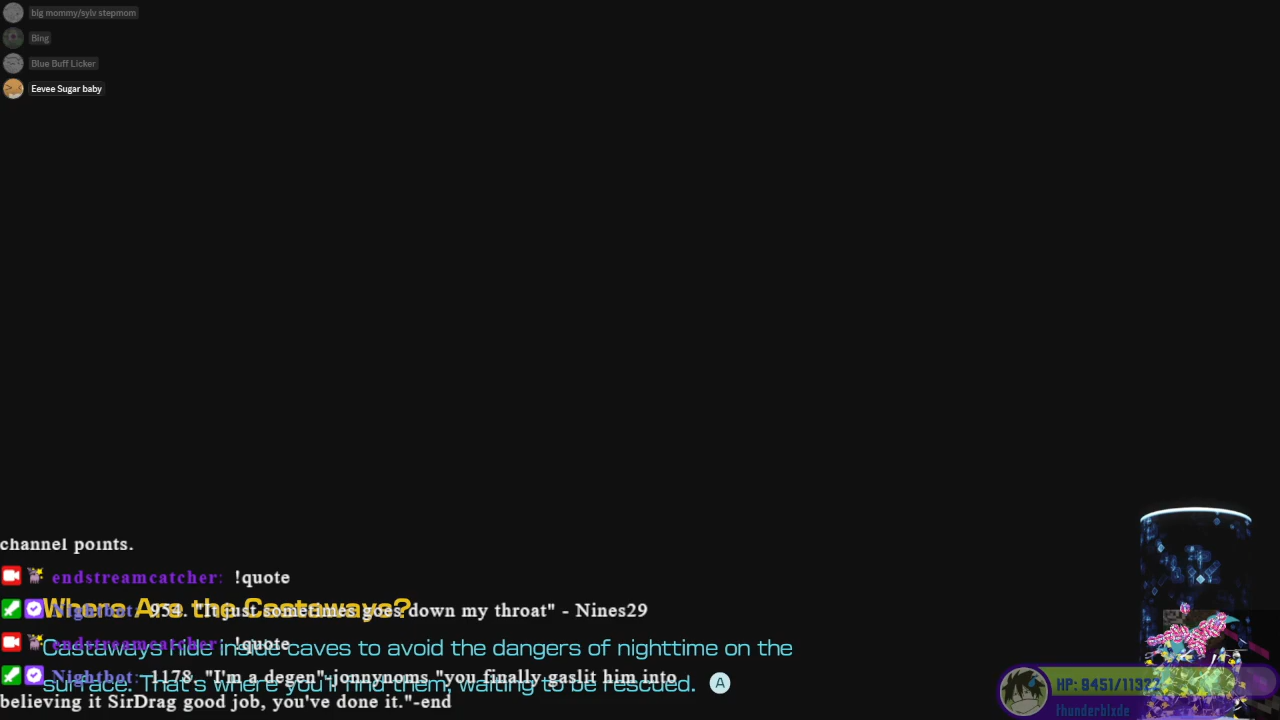 big mommy/sylv stepmom
Bing
Blue Buff Licker
Eevee Sugar baby
channel points.
endstreamcatcher: !quote
Where Are the Castaways?
Nightbot: 954. "It just sometimes goes down my throat" - Nines29
endstreamcatcher: !quote
Castaways hide inside caves to avoid the dangers of nighttime on the
surface. That's where you'll find them, waiting to be rescued. A
Nightbot: 1178. "I'm a degen"-jonnynoms "you finally gaslit him into
believing it SirDrag good job, you've done it."-end
HP: 9451/11322
thunderblxde